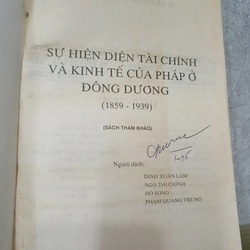 SỰ HIỆN DIỆN TÀI CHÍNH
VÀ KINH TẾ CỦA PHÁP Ở
ĐÔNG DƯƠNG
(1859 - 1939)
(SÁCH THAM KHẢO)
Người dịch:
ĐINH XUÂN LÂM
NGÔ THỊ CHÍNH
HỒ SONG
PHẠM QUANG TRUNG